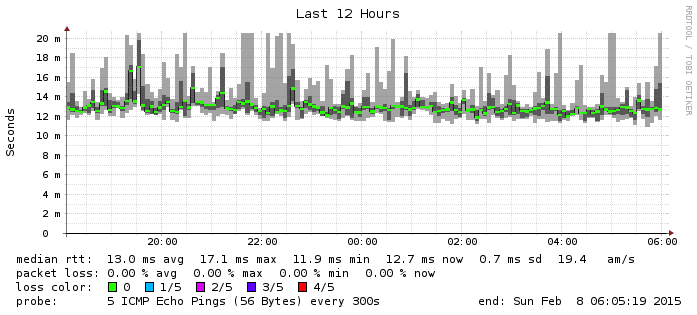 Last 12 Hours
RRDTOOL / TOBI OETIKER
Seconds
20 m
18 m
16 m
14 m
12 m
10 m
8 m
6 m
4 m
2 m
0
20:00 22:00 00:00 02:00 04:00 06:00
median rtt: 13.0 ms avg 17.1 ms max 11.9 ms min 12.7 ms now 0.7 ms sd 19.4 am/s
packet loss: 0.00 % avg 0.00 % max 0.00 % min 0.00 % now
loss color: 0 1/5 2/5 3/5 4/5
probe: 5 ICMP Echo Pings (56 Bytes) every 300s end: Sun Feb 8 06:05:19 2015